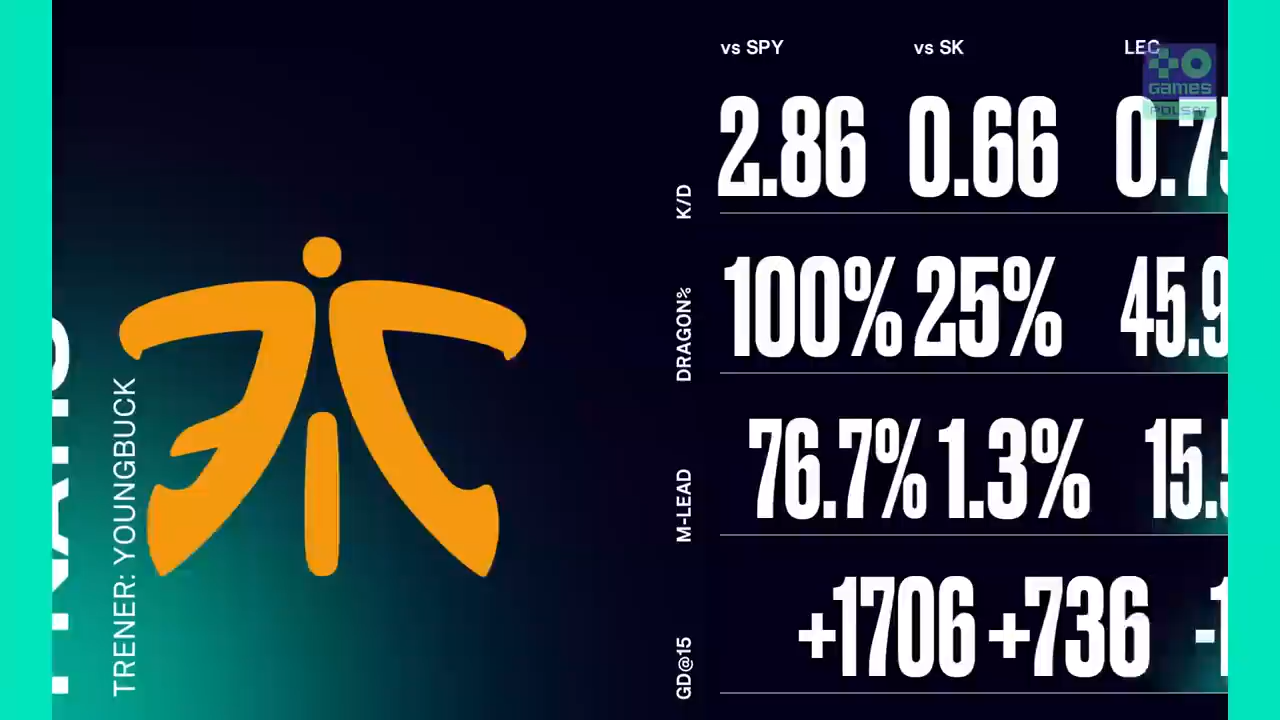 TRENER: YOUNGBUCK
vs SPY vs SK LEC
K/D 2.86 0.66
DRAGON% 100% 25%
M-LEAD 76.7% 1.3%
GD@15 +1706 +736
GAMES
POLSAT